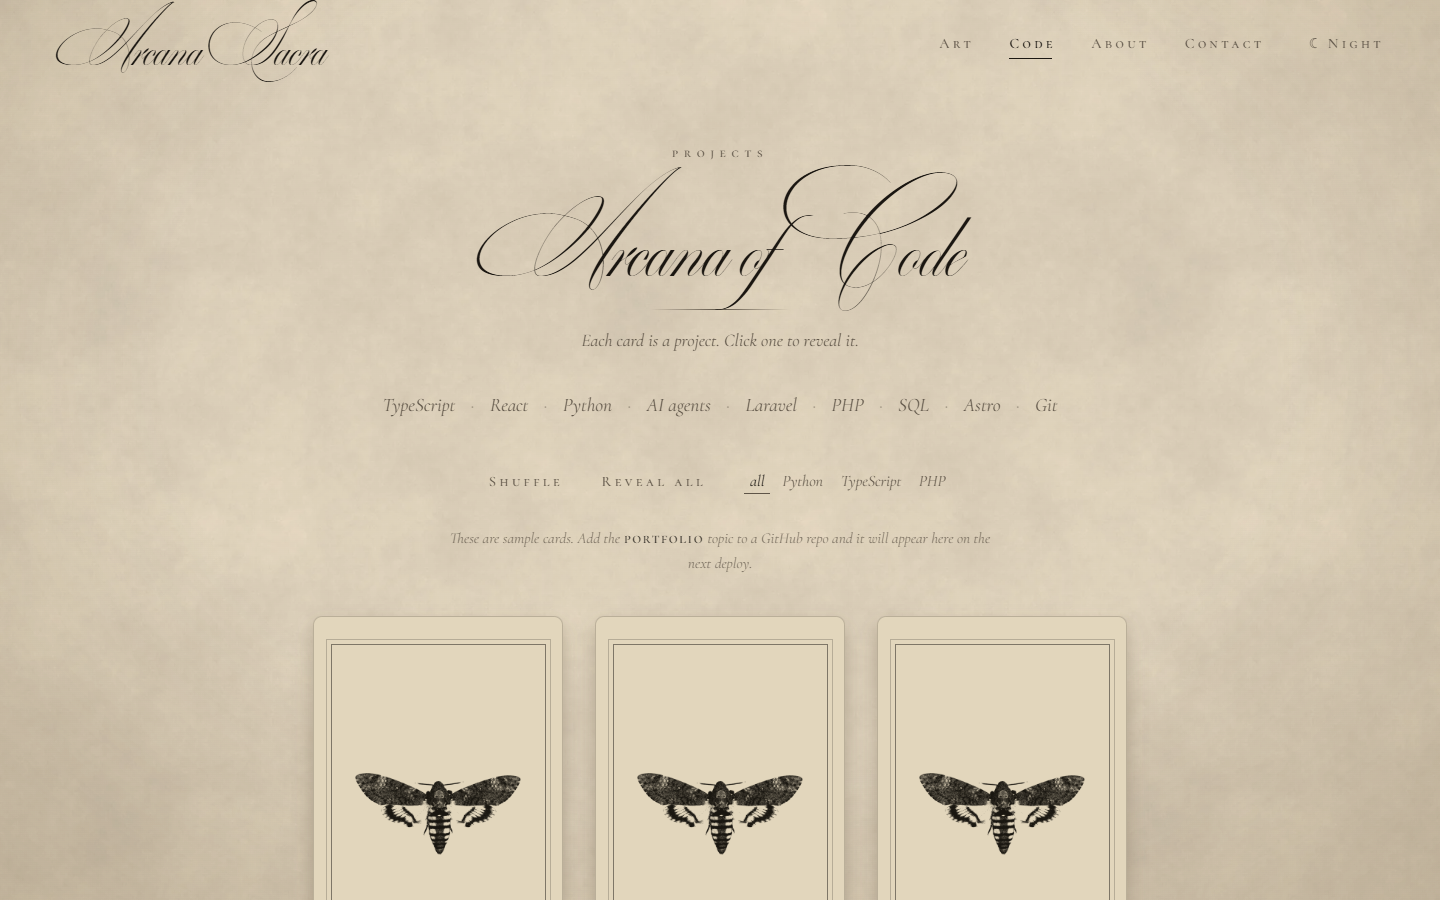 Arcana Sacra
Art Code About Contact ☾ Night
PROJECTS
Arcana of Code
Each card is a project. Click one to reveal it.
TypeScript · React · Python · AI agents · Laravel · PHP · SQL · Astro · Git
Shuffle Reveal all all Python TypeScript PHP
These are sample cards. Add the PORTFOLIO topic to a GitHub repo and it will appear here on the
next deploy.